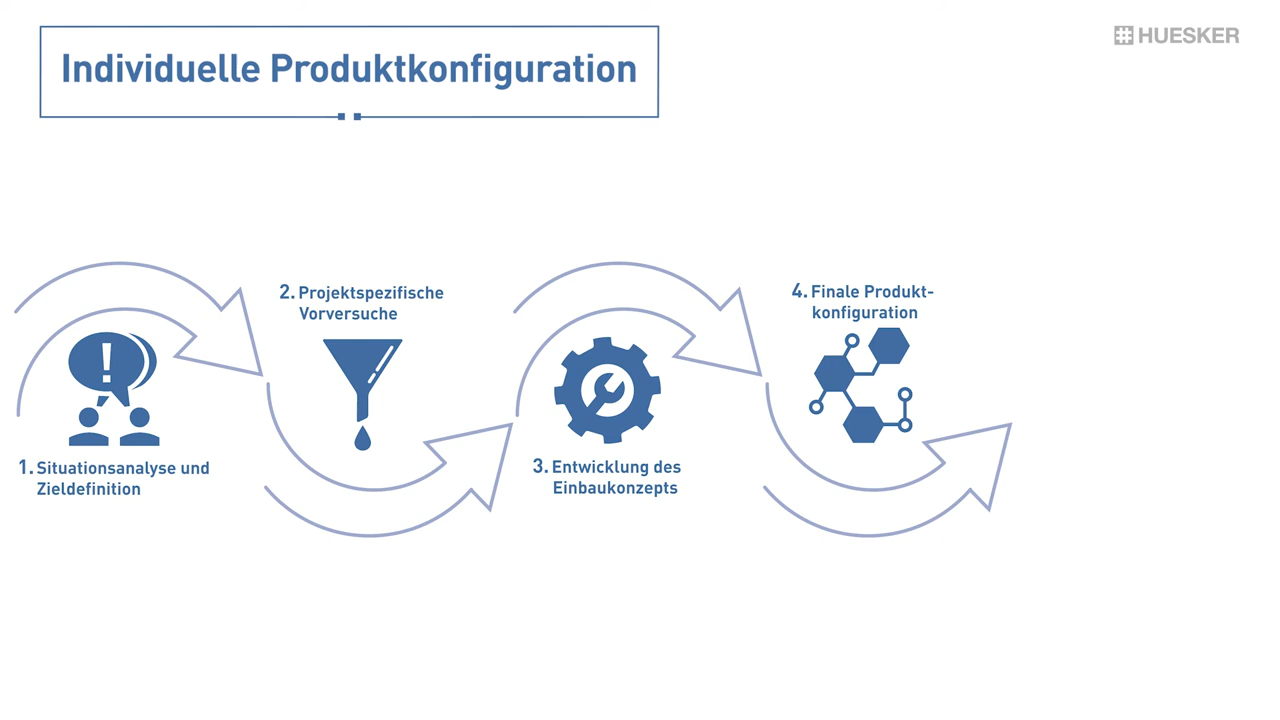 Individuelle Produktkonfiguration
HUESKER
1. Situationsanalyse und
Zieldefinition
2. Projektspezifische
Vorversuche
3. Entwicklung des
Einbaukonzepts
4. Finale Produkt-
konfiguration